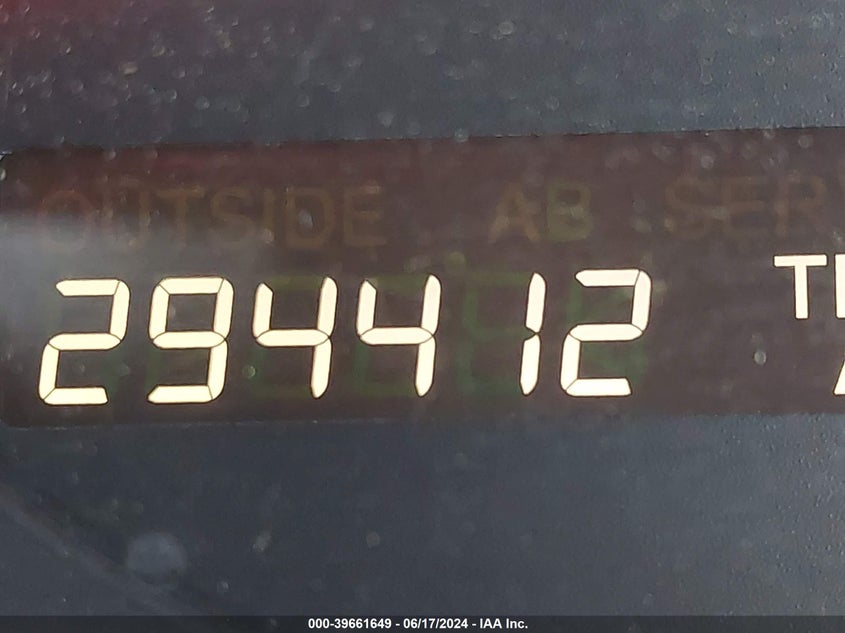 OUTSIDE AB SER
294412
000-39661649 - 06/17/2024 - IAA Inc.